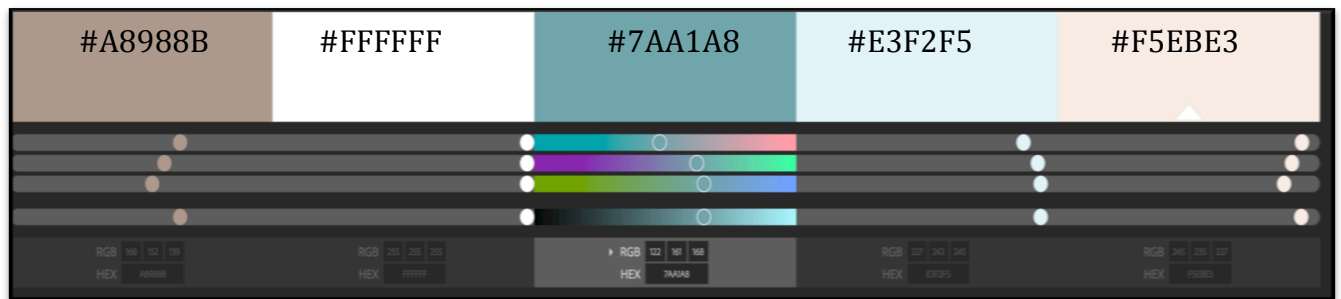 #A8988B #FFFFFF #7AA1A8 #E3F2F5 #F5EBE3
RGB 168 152 139 RGB 255 255 255 RGB 122 161 168 RGB 227 242 245 RGB 245 235 227
HEX A8988B HEX FFFFFF HEX 7AA1A8 HEX E3F2F5 HEX F5EBE3